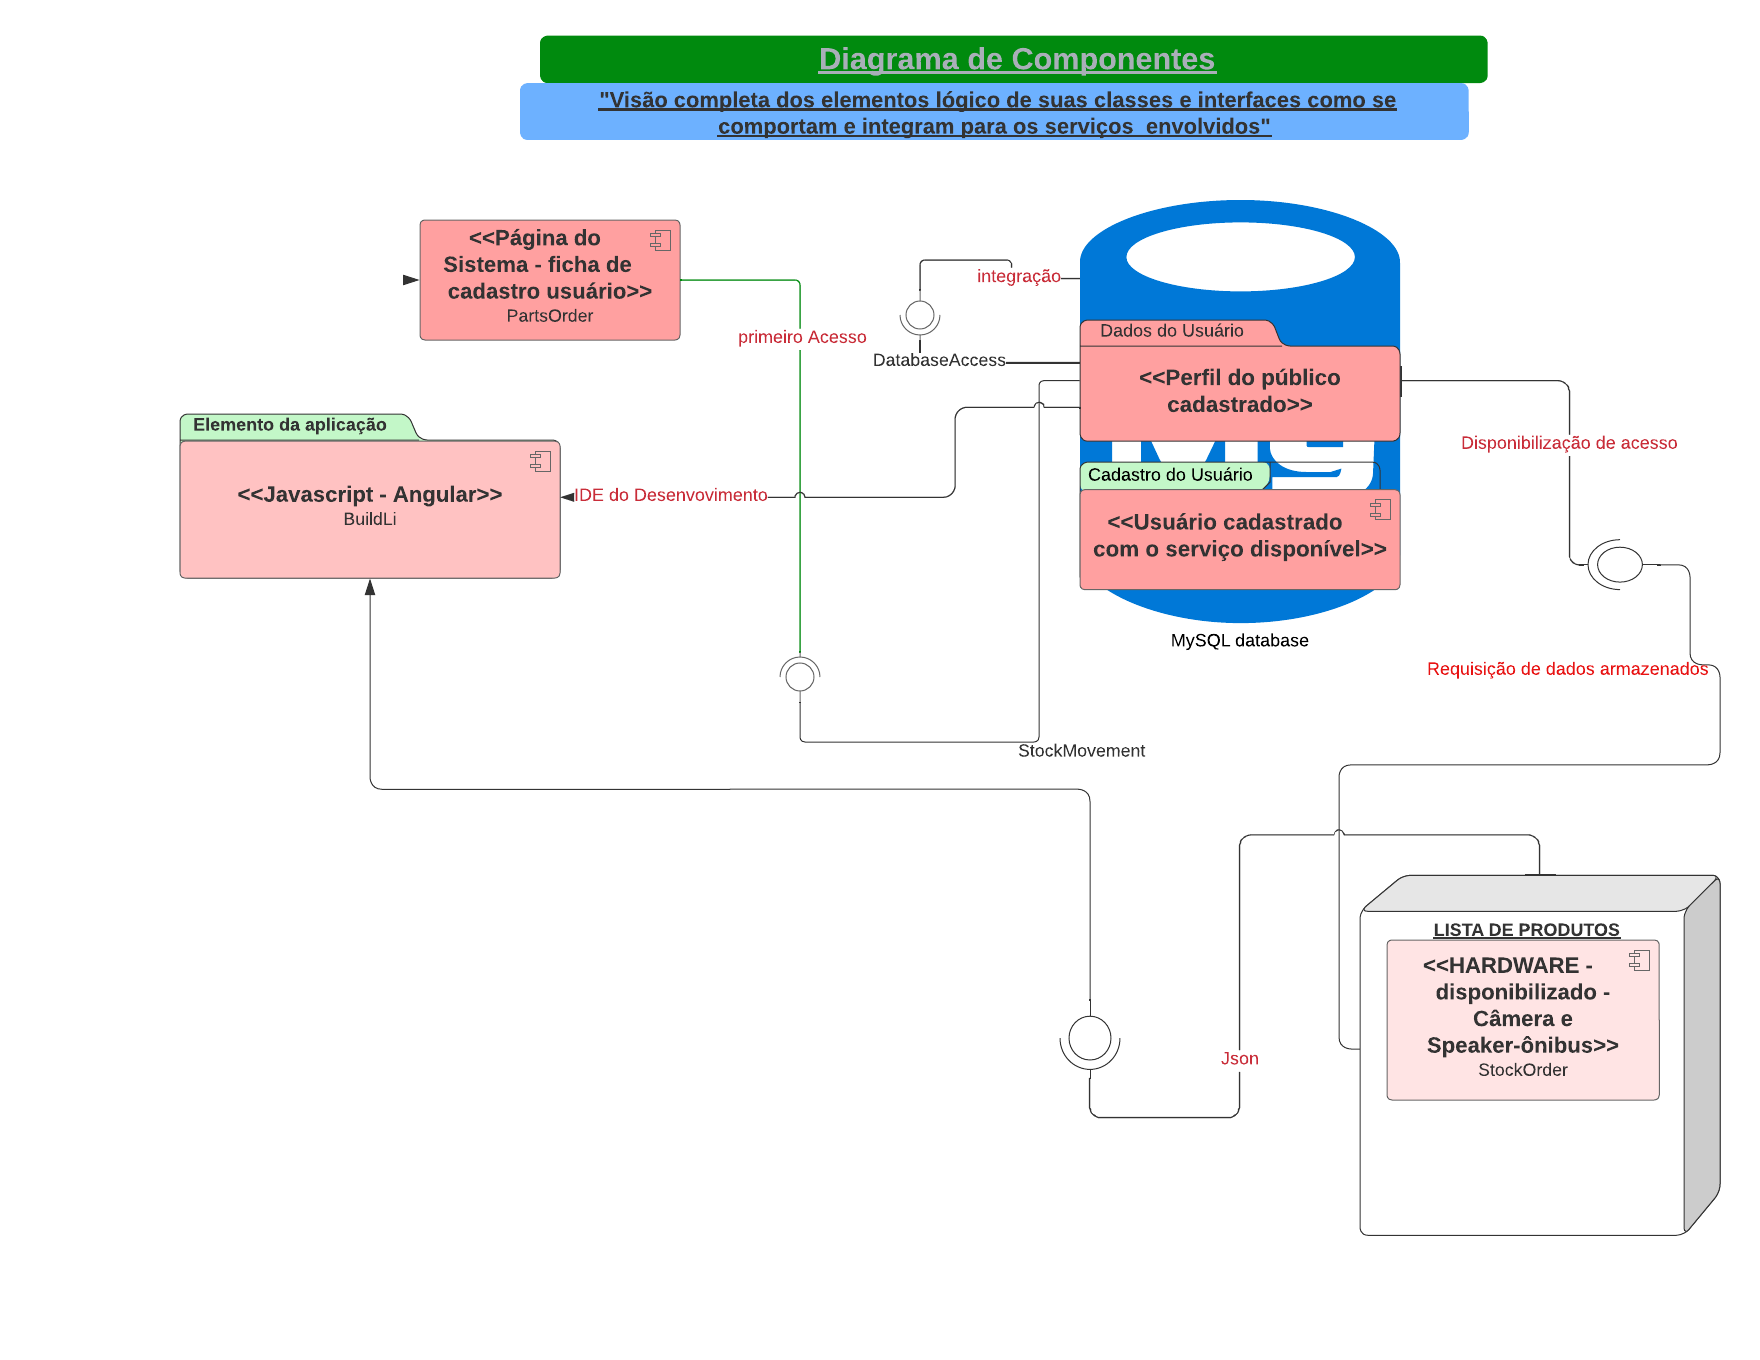 Diagrama de Componentes
"Visão completa dos elementos lógico de suas classes e interfaces como se
comportam e integram para os serviços  envolvidos"
<<Página do
Sistema - ficha de
cadastro usuário>>
PartsOrder
integração
primeiro Acesso
DatabaseAccess
Dados do Usuário
<<Perfil do público
cadastrado>>
Elemento da aplicação
<<Javascript - Angular>>
BuildLi
IDE do Desenvovimento
Disponibilização de acesso
Cadastro do Usuário
<<Usuário cadastrado
com o serviço disponível>>
MySQL database
Requisição de dados armazenados
StockMovement
LISTA DE PRODUTOS
<<HARDWARE -
disponibilizado -
Câmera e
Speaker-ônibus>>
StockOrder
Json